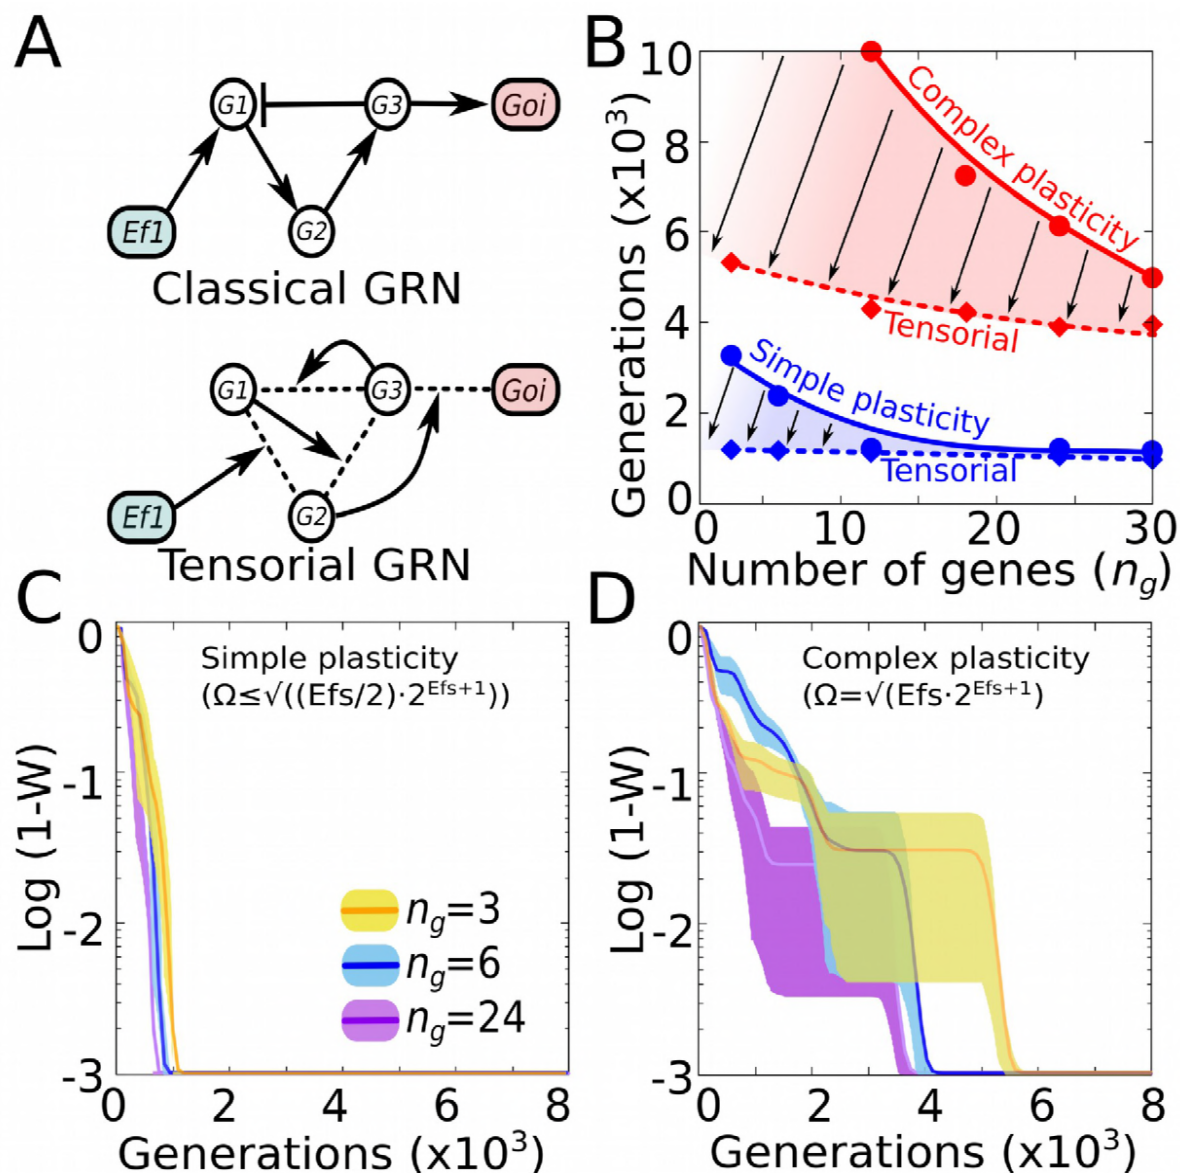 A
G1
G3
Goi
Ef1
G2
Classical GRN
G1
G3
Goi
Ef1
G2
Tensorial GRN
B
Generations (x10³)
10
8
6
4
2
0
Complex plasticity
Tensorial
Simple plasticity
Tensorial
0
10
20
30
Number of genes (n_g)
C
Log (1-W)
0
-1
-2
-3
Simple plasticity
(Ω≤√((Efs/2)·2^{Efs+1}))
n_g=3
n_g=6
n_g=24
0
2
4
6
8
Generations (x10³)
D
Log (1-W)
0
-1
-2
-3
Complex plasticity
(Ω=√(Efs·2^{Efs+1})
0
2
4
6
8
Generations (x10³)